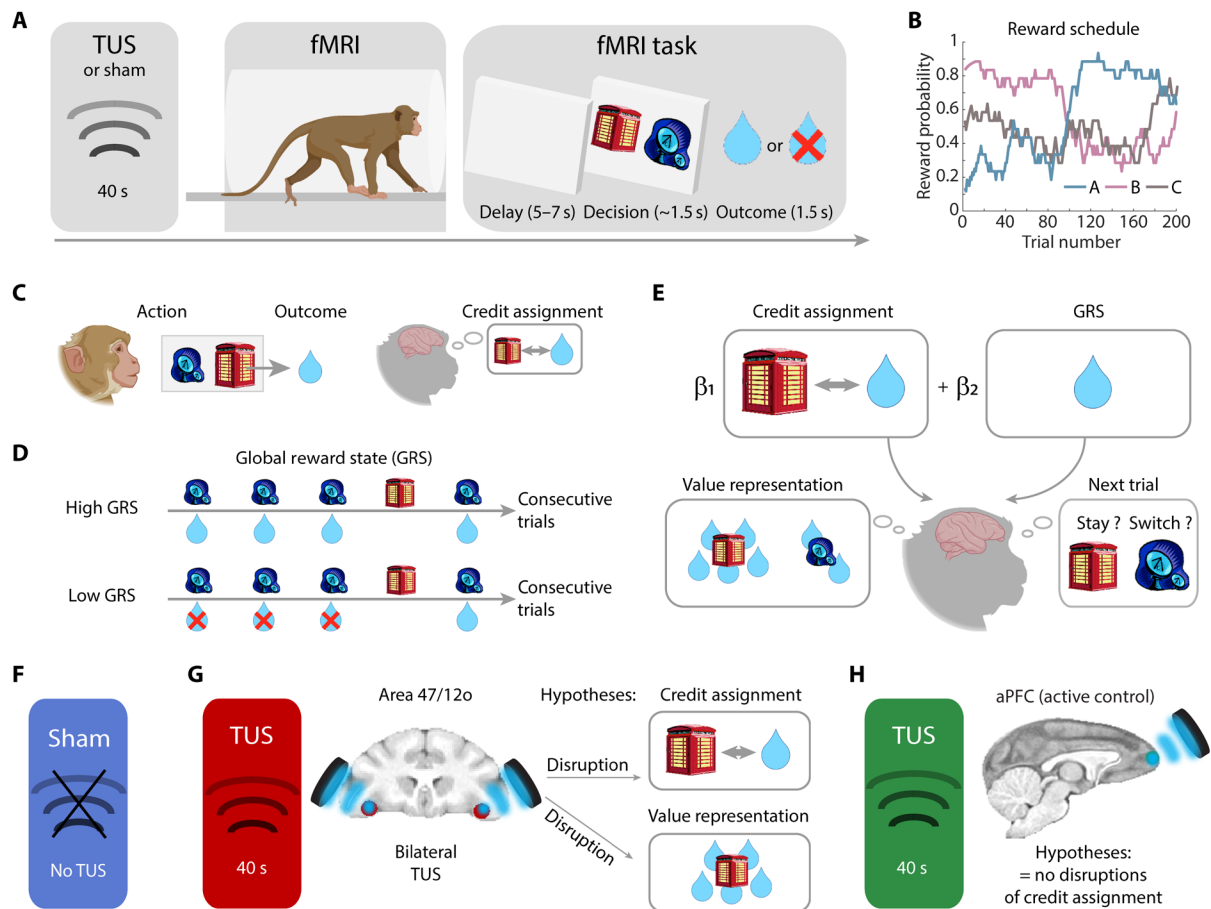 A
TUS
or sham
40 s
fMRI
fMRI task
or
Delay (5–7 s)
Decision (~1.5 s)
Outcome (1.5 s)
B
Reward schedule
Reward probability
1
0.8
0.6
0.4
0.2
0
0
40
80
120
160
200
A
B
C
Trial number
C
Action
Outcome
Credit assignment
D
Global reward state (GRS)
High GRS
Consecutive
trials
Low GRS
Consecutive
trials
E
Credit assignment
GRS
β1
+ β2
Value representation
Next trial
Stay ?
Switch ?
F
Sham
No TUS
G
TUS
40 s
Area 47/12o
Bilateral
TUS
Hypotheses:
Disruption
Disruption
Credit assignment
Value representation
H
TUS
40 s
aPFC (active control)
Hypotheses:
= no disruptions
of credit assignment